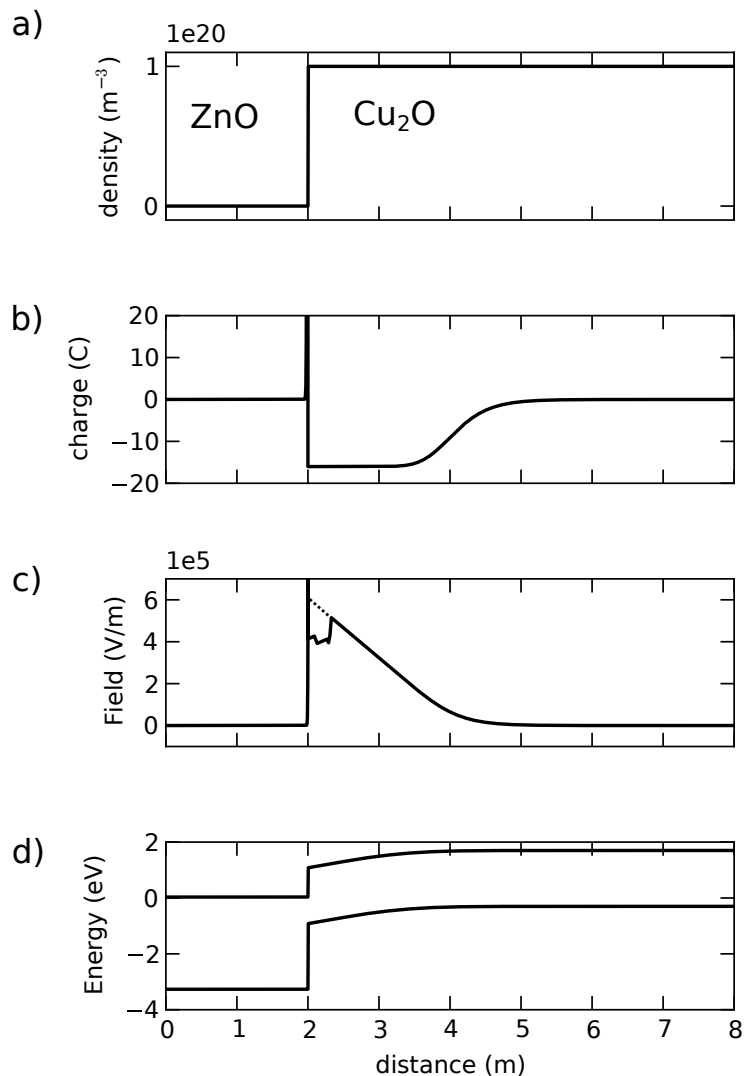 a)
1e20
1
0
density (m⁻³)
ZnO
Cu₂O
b)
20
10
0
−10
−20
charge (C)
c)
1e5
6
4
2
0
Field (V/m)
d)
2
0
−2
−4
Energy (eV)
0 1 2 3 4 5 6 7 8
distance (m)